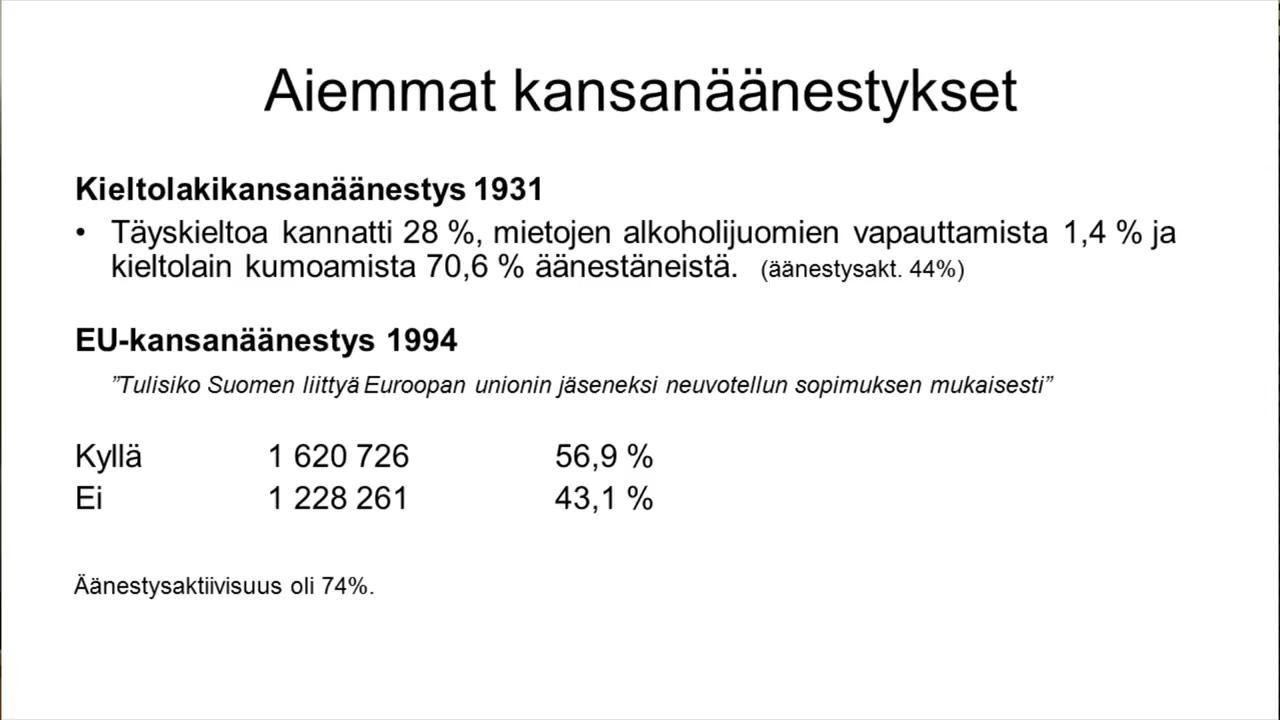 Aiemmat kansanäänestykset
Kieltolakikansanäänestys 1931
• Täyskieltoa kannatti 28 %, mietojen alkoholijuomien vapauttamista 1,4 % ja
kieltolain kumoamista 70,6 % äänestäneistä. (äänestysakt. 44%)
EU-kansanäänestys 1994
”Tulisiko Suomen liittyä Euroopan unionin jäseneksi neuvotellun sopimuksen mukaisesti”
Kyllä 1 620 726 56,9 %
Ei 1 228 261 43,1 %
Äänestysaktiivisuus oli 74%.